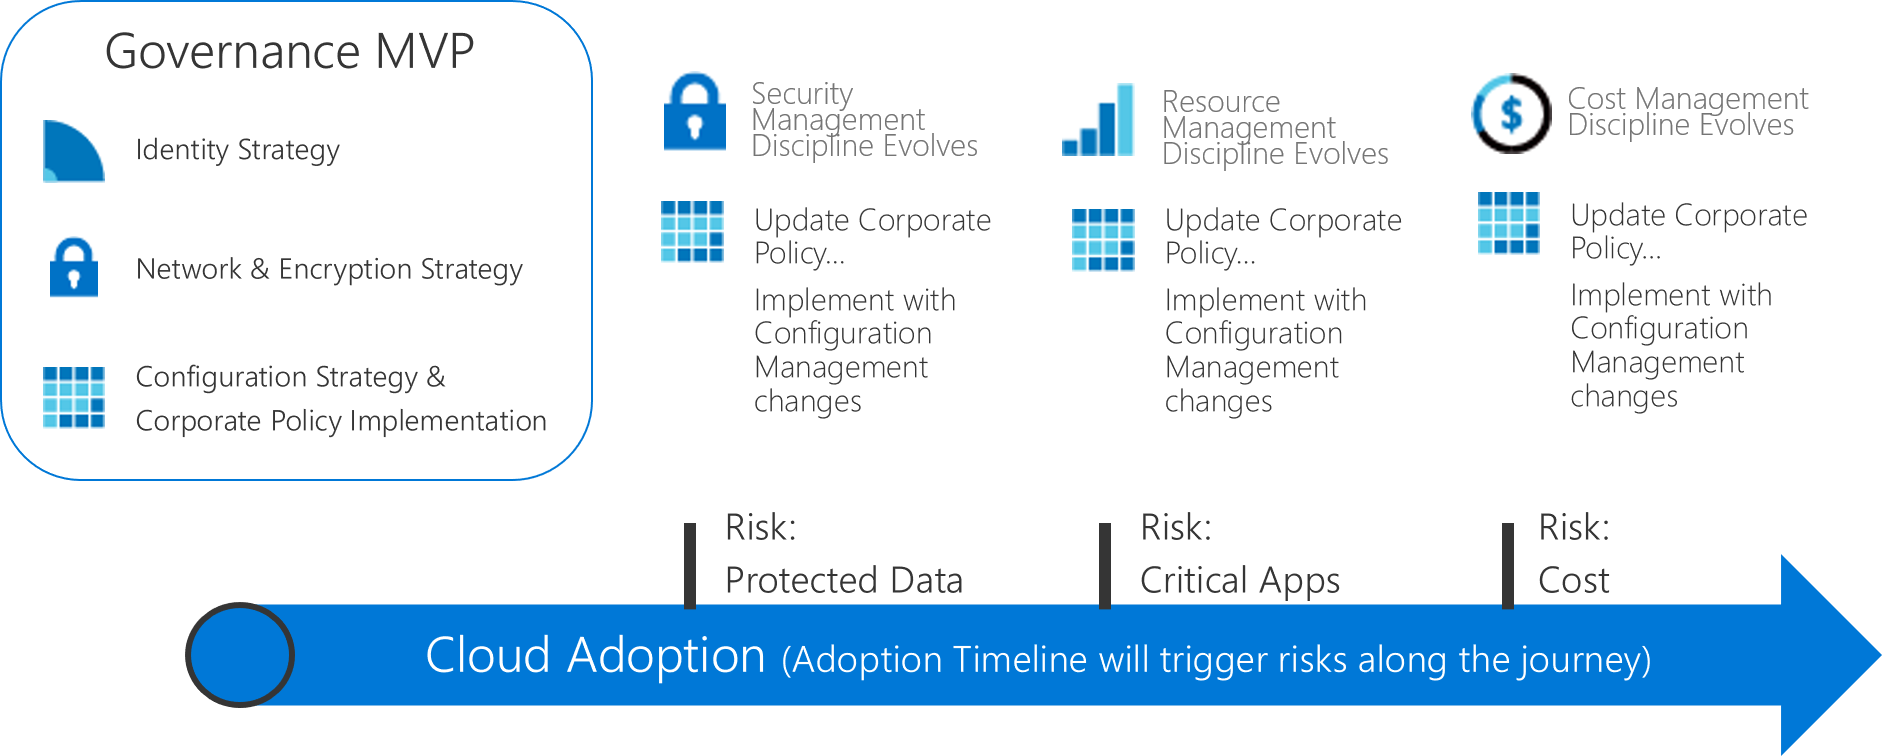 Governance MVP
Identity Strategy
Network & Encryption Strategy
Configuration Strategy &
Corporate Policy Implementation
Security
Management
Discipline Evolves
Update Corporate
Policy...
Implement with
Configuration
Management
changes
Resource
Management
Discipline Evolves
Update Corporate
Policy...
Implement with
Configuration
Management
changes
$
Cost Management
Discipline Evolves
Update Corporate
Policy...
Implement with
Configuration
Management
changes
Risk:
Protected Data
Risk:
Critical Apps
Risk:
Cost
Cloud Adoption (Adoption Timeline will trigger risks along the journey)